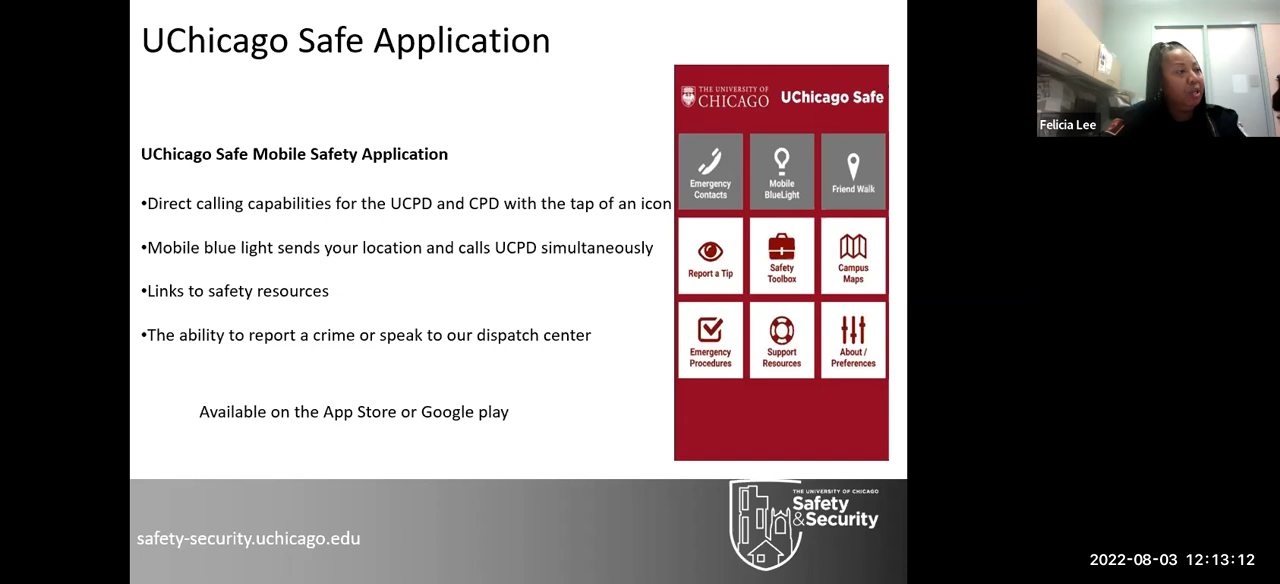 UChicago Safe Application
UChicago Safe Mobile Safety Application
•Direct calling capabilities for the UCPD and CPD with the tap of an icon
•Mobile blue light sends your location and calls UCPD simultaneously
•Links to safety resources
•The ability to report a crime or speak to our dispatch center
Available on the App Store or Google play
THE UNIVERSITY OF
CHICAGO
UChicago Safe
Emergency
Contacts
Mobile
BlueLight
Friend Walk
Report a Tip
Safety
Toolbox
Campus
Maps
Emergency
Procedures
Support
Resources
About /
Preferences
Felicia Lee
safety-security.uchicago.edu
THE UNIVERSITY OF CHICAGO
Safety
&Security
2022-08-03 12:13:12